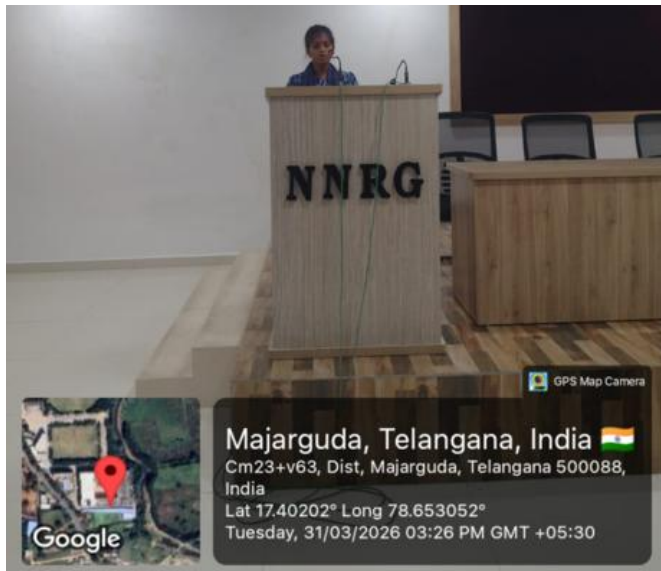 NNRG
GPS Map Camera
Majarguda, Telangana, India
Cm23+v63, Dist, Majarguda, Telangana 500088,
India
Lat 17.40202° Long 78.653052°
Tuesday, 31/03/2026 03:26 PM GMT +05:30
Google